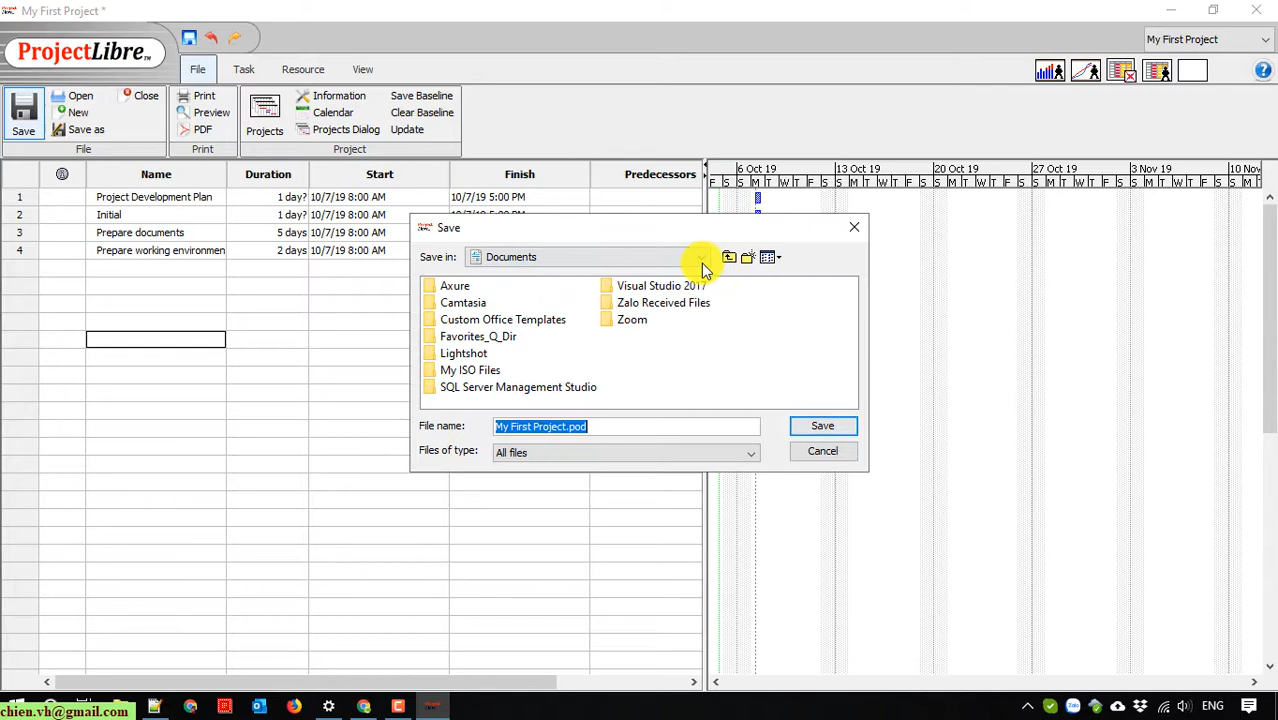 My First Project *
ProjectLibre™
My First Project
File Task Resource View
Save Open Close New Save as File
Print Preview PDF Print
Projects Information Calendar Projects Dialog Save Baseline Clear Baseline Update Project
Name Duration Start Finish Predecessors
6 Oct 19 13 Oct 19 20 Oct 19 27 Oct 19 3 Nov 19 10 Nov
F S S M T W T F S S M T W T F S S M T W T F S S M T W T F S S M T W T F S S M T
1 Project Development Plan 1 day? 10/7/19 8:00 AM 10/7/19 5:00 PM
2 Initial 1 day? 10/7/19 8:00 AM
3 Prepare documents 5 days 10/7/19 8:00 AM
4 Prepare working environmen 2 days 10/7/19 8:00 AM
Save
Save in: Documents
Axure Visual Studio 2017
Camtasia Zalo Received Files
Custom Office Templates Zoom
Favorites_Q_Dir
Lightshot
My ISO Files
SQL Server Management Studio
File name: My First Project.pod Save
Files of type: All files Cancel
chien.vh@gmail.com
ENG